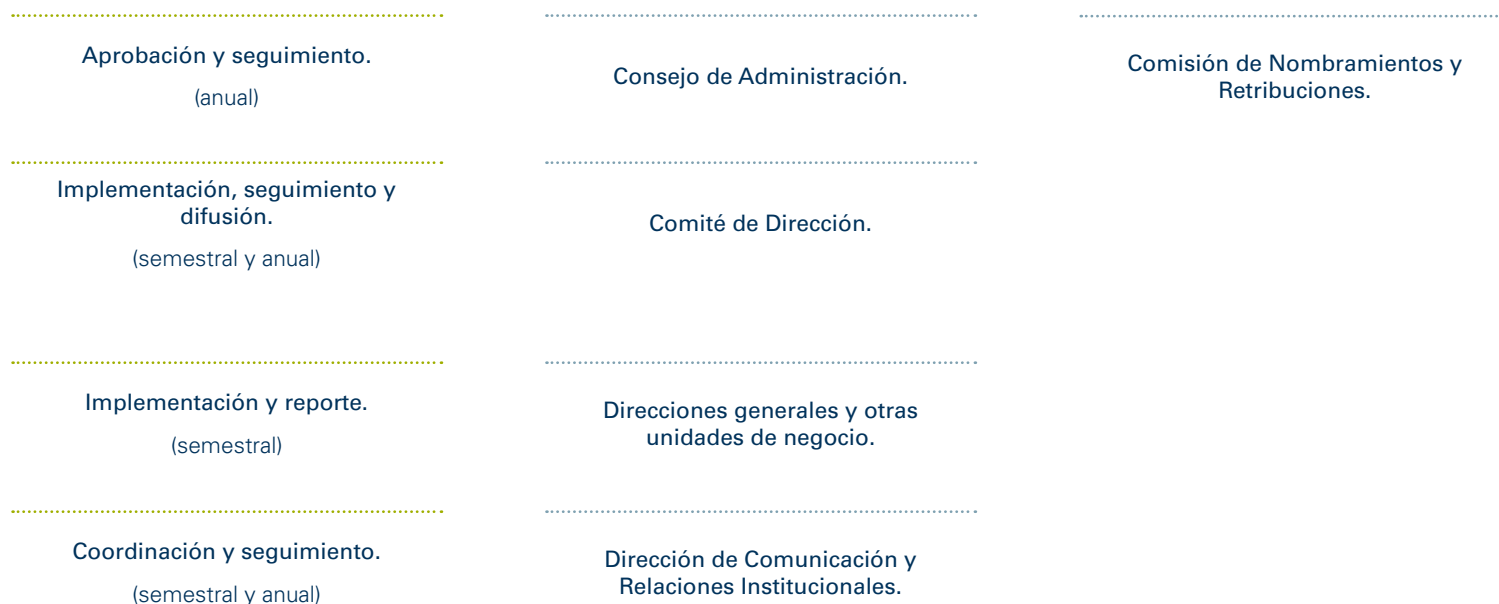 Aprobación y seguimiento.
(anual)
Consejo de Administración.
Comisión de Nombramientos y
Retribuciones.
Implementación, seguimiento y
difusión.
(semestral y anual)
Comité de Dirección.
Implementación y reporte.
(semestral)
Direcciones generales y otras
unidades de negocio.
Coordinación y seguimiento.
(semestral y anual)
Dirección de Comunicación y
Relaciones Institucionales.